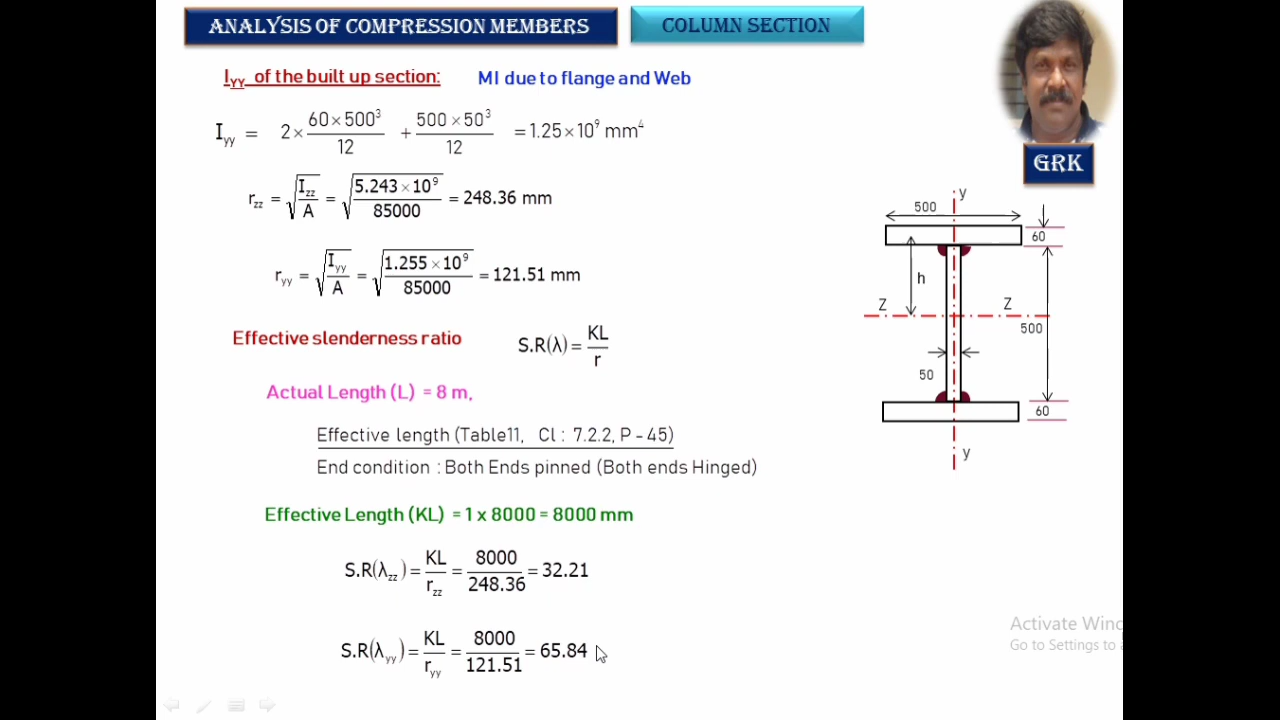 ANALYSIS OF COMPRESSION MEMBERS
COLUMN SECTION
I_YY of the built up section: MI due to flange and Web
I_yy = 2 × 60 × 500³/12 + 500 × 50³/12 = 1.25 × 10⁹ mm⁴
r_zz = √(I_zz/A) = √(5.243 × 10⁹/85000) = 248.36 mm
r_yy = √(I_yy/A) = √(1.255 × 10⁹/85000) = 121.51 mm
Effective slenderness ratio S.R(λ) = KL/r
Actual Length (L) = 8 m,
Effective length (Table11, Cl : 7.2.2, P - 45)
End condition : Both Ends pinned (Both ends Hinged)
Effective Length (KL) = 1 x 8000 = 8000 mm
S.R(λ_zz) = KL/r_zz = 8000/248.36 = 32.21
S.R(λ_yy) = KL/r_yy = 8000/121.51 = 65.84
GRK
y
500
60
h
Z Z
500
50
60
y
Activate Win
Go to Settings to